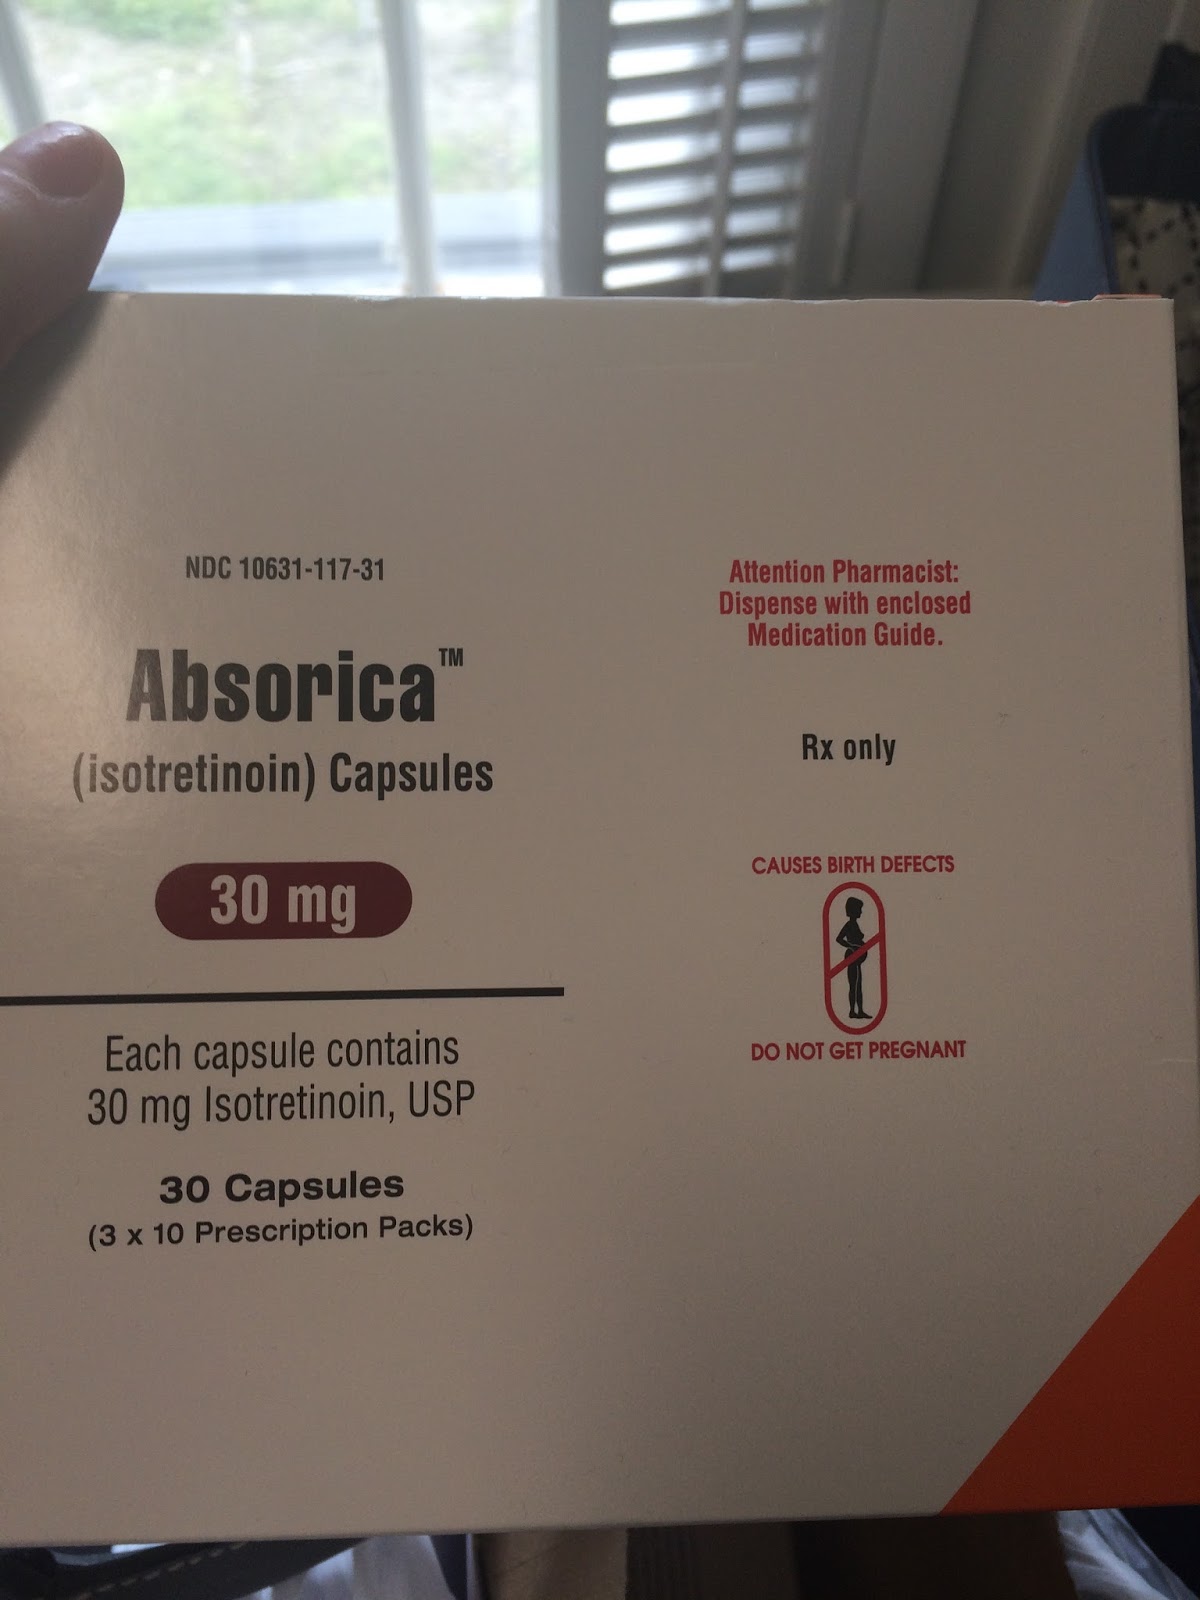 NDC 10631-117-31
Absorica™
(isotretinoin) Capsules
30 mg
Each capsule contains
30 mg Isotretinoin, USP
30 Capsules
(3 x 10 Prescription Packs)
Attention Pharmacist:
Dispense with enclosed
Medication Guide.
Rx only
CAUSES BIRTH DEFECTS
DO NOT GET PREGNANT